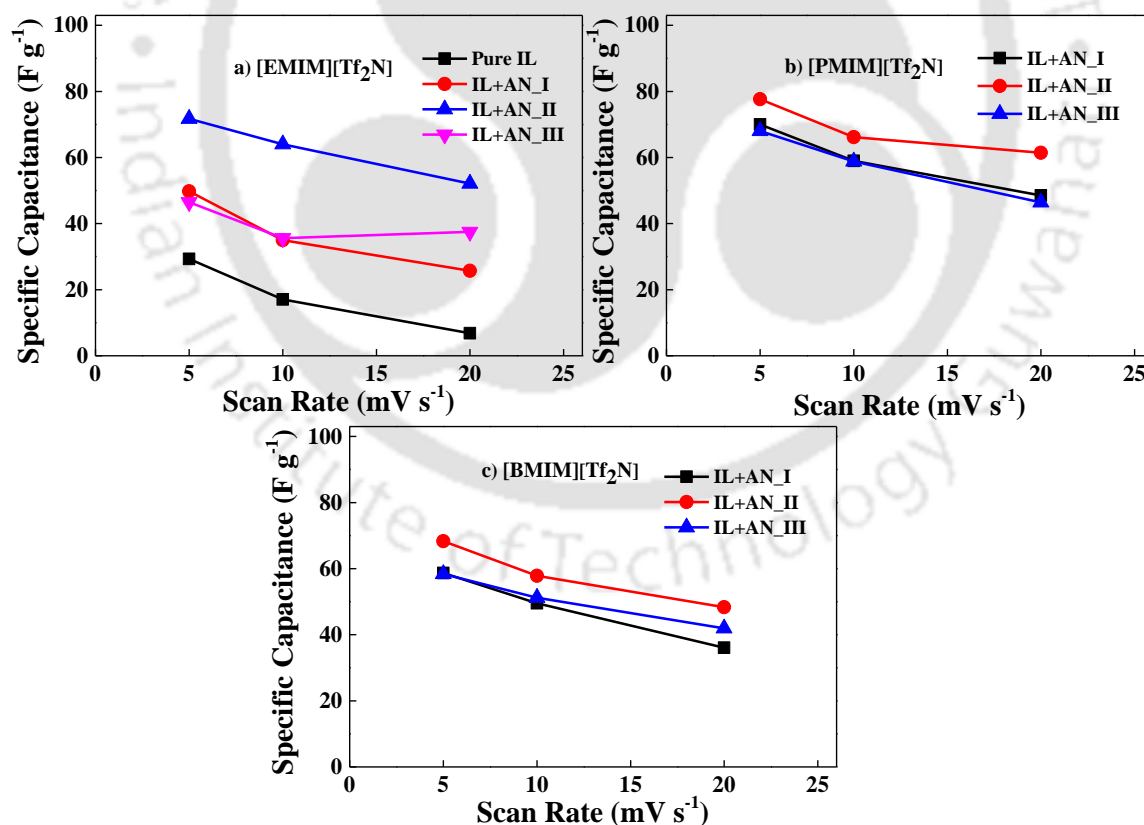 100
80
60
40
20
0
Specific Capacitance (F g⁻¹)
a) [EMIM][Tf₂N]
Pure IL
IL+AN_I
IL+AN_II
IL+AN_III
0 5 10 15 20 25
Scan Rate (mV s⁻¹)
100
80
60
40
20
0
Specific Capacitance (F g⁻¹)
b) [PMIM][Tf₂N]
IL+AN_I
IL+AN_II
IL+AN_III
0 5 10 15 20 25
Scan Rate (mV s⁻¹)
100
80
60
40
20
0
Specific Capacitance (F g⁻¹)
c) [BMIM][Tf₂N]
IL+AN_I
IL+AN_II
IL+AN_III
0 5 10 15 20 25
Scan Rate (mV s⁻¹)
Indian Institute of Technology Guwahati